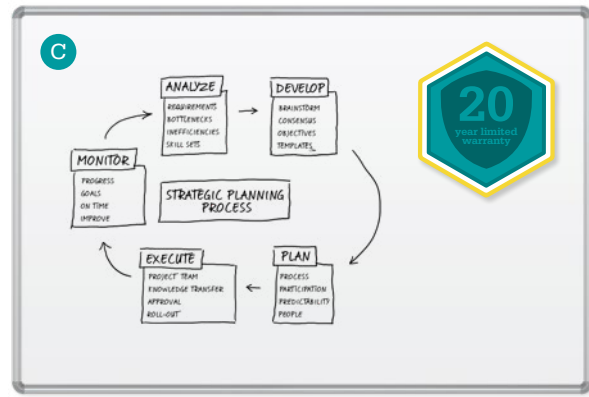 C
ANALYZE
REQUIREMENTS
BOTTLENECKS
INEFFICIENCIES
SKILL SETS
DEVELOP
BRAINSTORM
CONSENSUS
OBJECTIVES
TEMPLATES
20
year limited
warranty
MONITOR
PROGRESS
GOALS
ON TIME
IMPROVE
STRATEGIC PLANNING
PROCESS
EXECUTE
PROJECT TEAM
KNOWLEDGE TRANSFER
APPROVAL
ROLL-OUT
PLAN
PROCESS
PARTICIPATION
PREDICTABILITY
PEOPLE